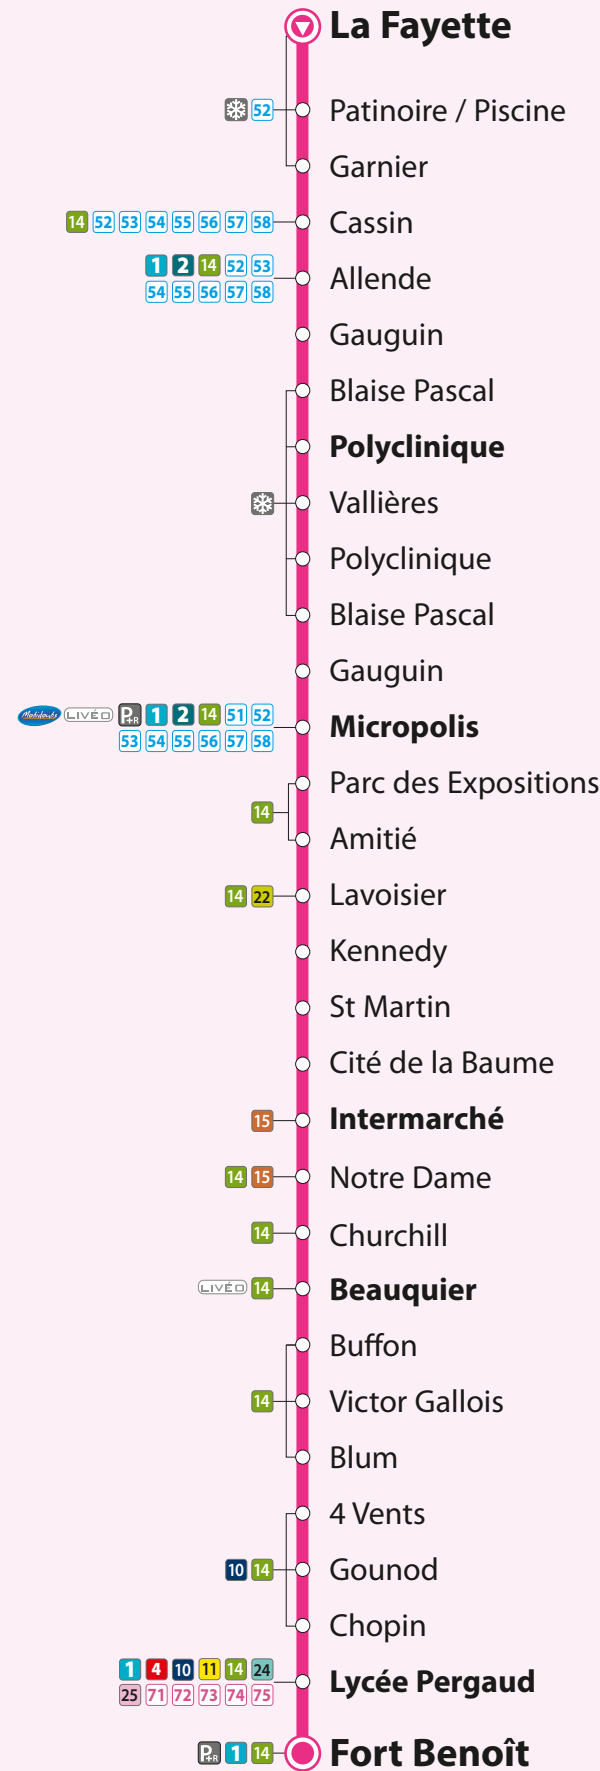 La Fayette
52 Patinoire / Piscine
Garnier
14 52 53 54 55 56 57 58 Cassin
1 2 14 52 53
54 55 56 57 58
Allende
Gauguin
Blaise Pascal
Polyclinique
Vallières
Polyclinique
Blaise Pascal
Gauguin
Mobidoubs LIVÉO P+R 1 2 14 51 52
53 54 55 56 57 58
Micropolis
Parc des Expositions
14
Amitié
14 22 Lavoisier
Kennedy
St Martin
Cité de la Baume
15 Intermarché
14 15 Notre Dame
14 Churchill
LIVÉO 14 Beauquier
Buffon
14 Victor Gallois
Blum
4 Vents
10 14 Gounod
Chopin
1 4 10 11 14 24
25 71 72 73 74 75
Lycée Pergaud
P+R 1 14 Fort Benoît